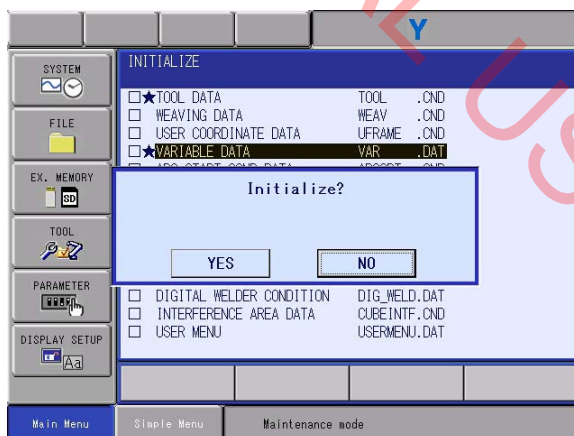 Y
SYSTEM
FILE
EX. MEMORY
SD
TOOL
PARAMETER
DISPLAY SETUP
Aa
INITIALIZE
□★TOOL DATA TOOL .CND
□ WEAVING DATA WEAV .CND
□ USER COORDINATE DATA UFRAME .CND
□★VARIABLE DATA VAR .DAT
Initialize?
YES NO
□ DIGITAL WELDER CONDITION DIG_WELD.DAT
□ INTERFERENCE AREA DATA CUBEINTF.CND
□ USER MENU USERMENU.DAT
Main Menu Simple Menu Maintenance mode